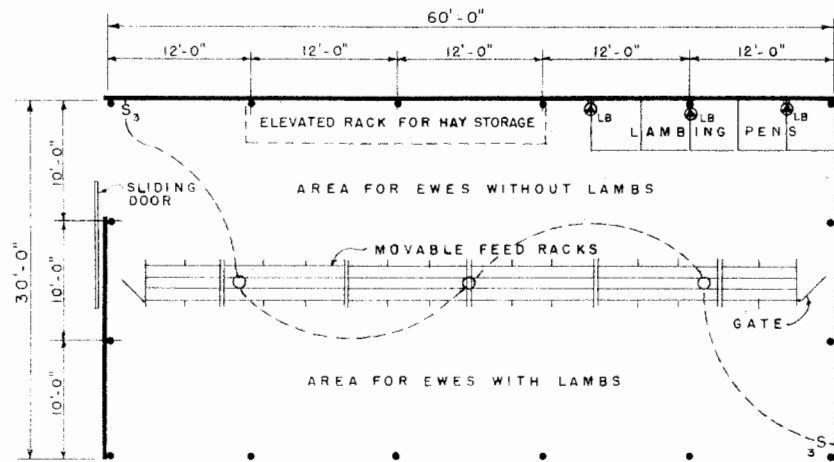 60'-0"
12'-0" 12'-0" 12'-0" 12'-0" 12'-0"
S3
ELEVATED RACK FOR HAY STORAGE
LB LB LB
LAMBING PENS
10'-0"
SLIDING
DOOR
AREA FOR EWES WITHOUT LAMBS
30'-0"
10'-0"
MOVABLE FEED RACKS
GATE
10'-0"
AREA FOR EWES WITH LAMBS
S3